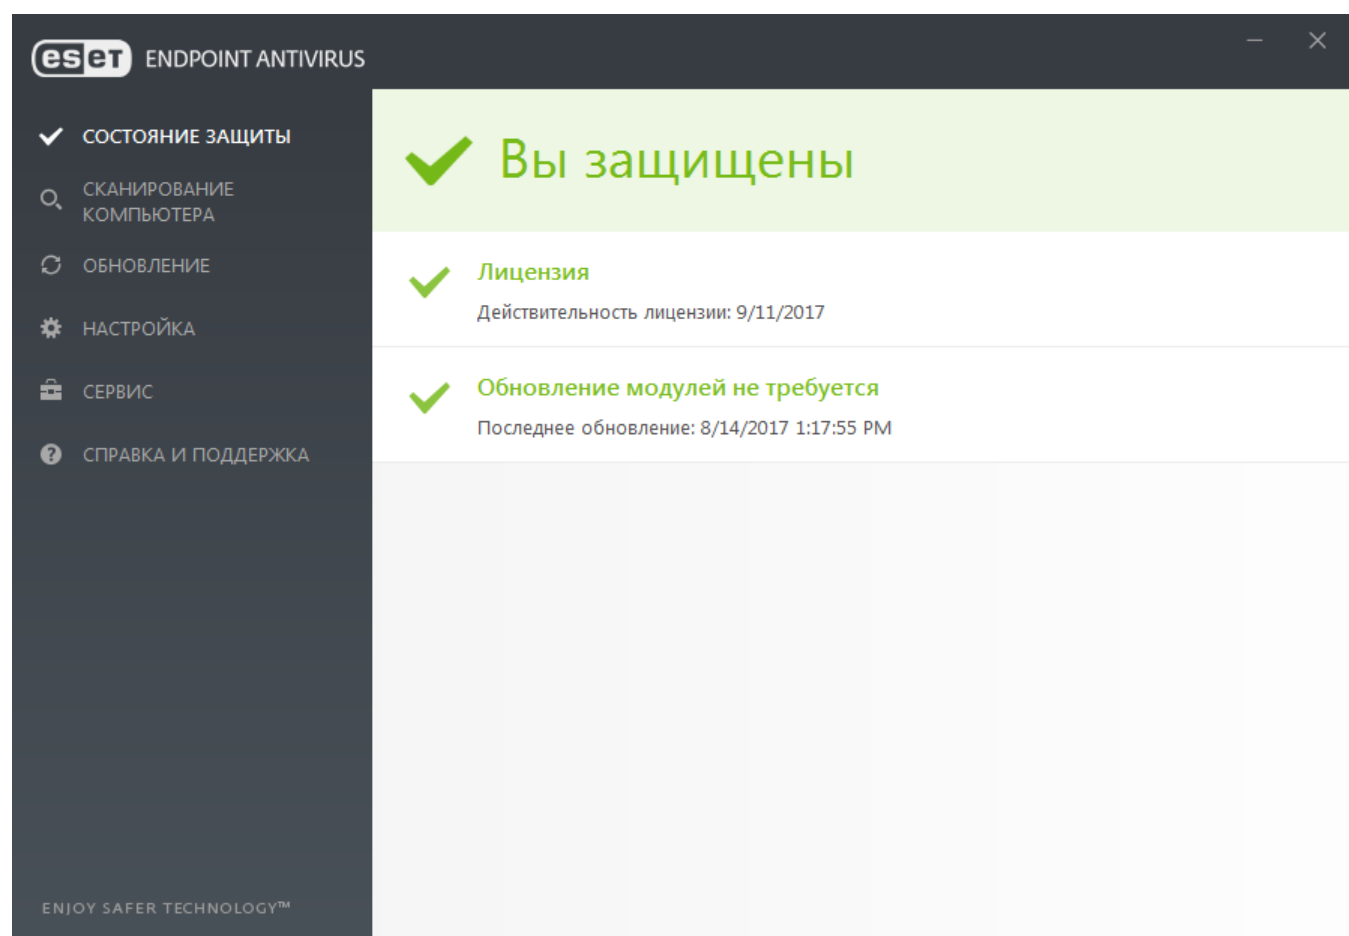 eset ENDPOINT ANTIVIRUS
СОСТОЯНИЕ ЗАЩИТЫ
СКАНИРОВАНИЕ
КОМПЬЮТЕРА
ОБНОВЛЕНИЕ
НАСТРОЙКА
СЕРВИС
СПРАВКА И ПОДДЕРЖКА
ENJOY SAFER TECHNOLOGY™
Вы защищены
Лицензия
Действительность лицензии: 9/11/2017
Обновление модулей не требуется
Последнее обновление: 8/14/2017 1:17:55 PM